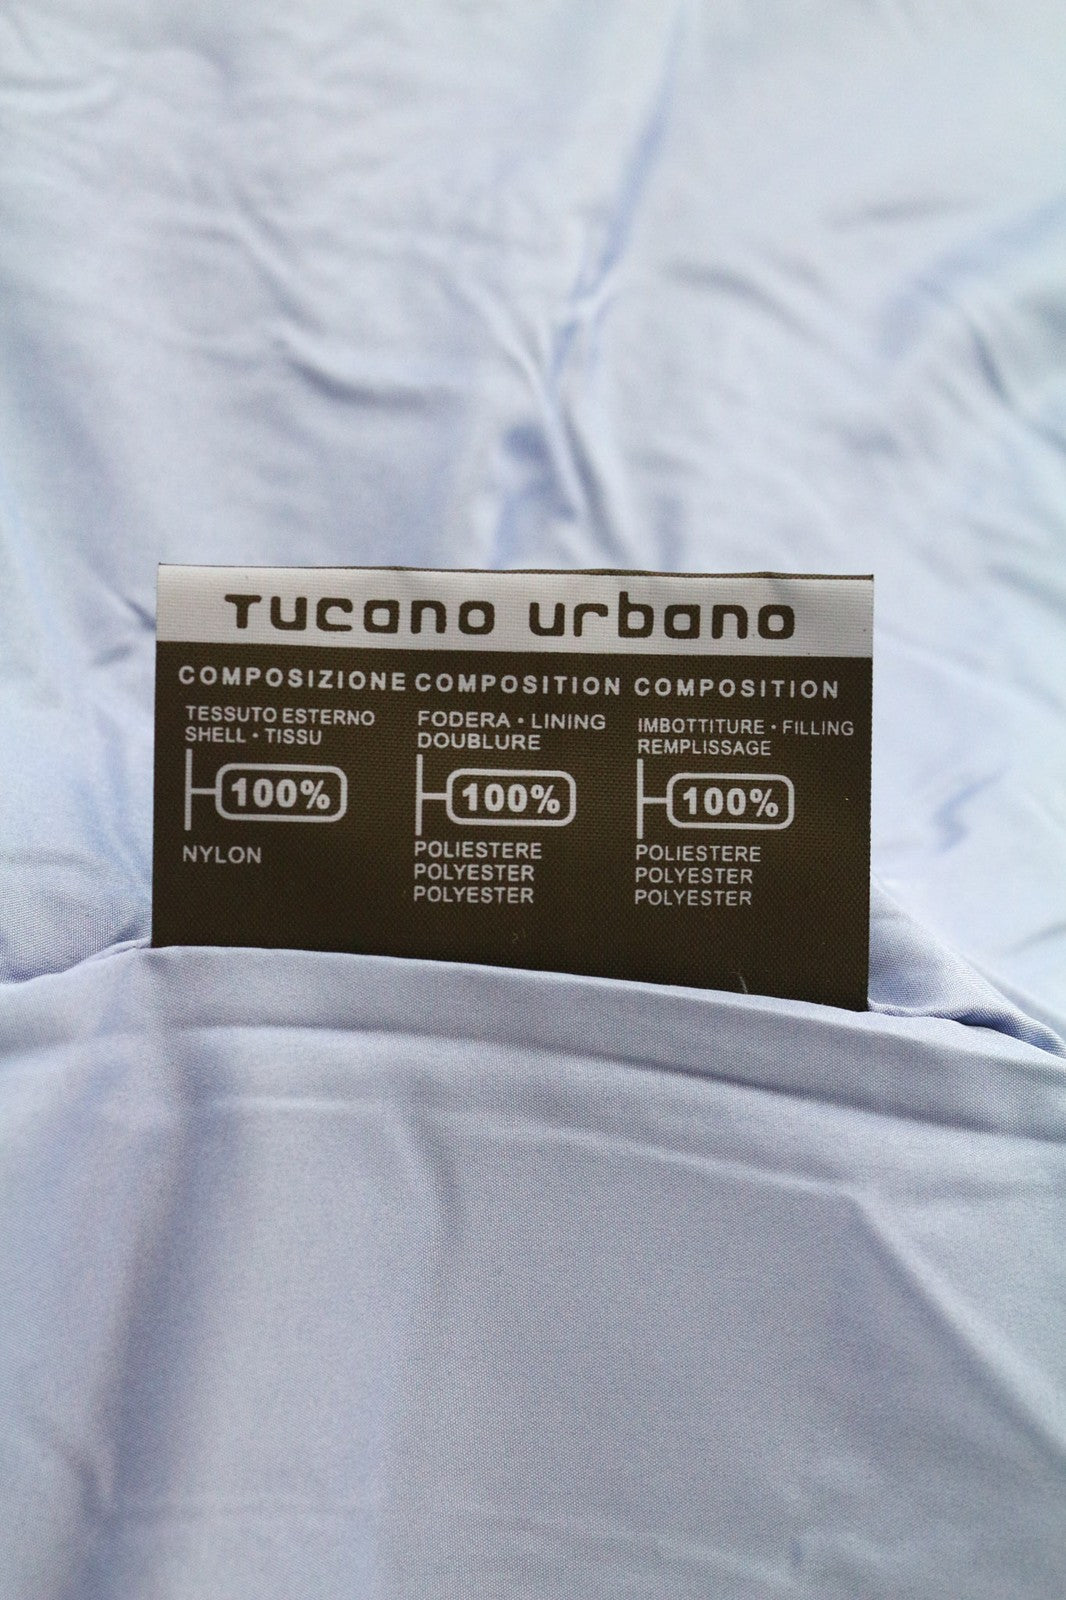 Tucano urbano
COMPOSIZIONE COMPOSITION COMPOSITION
TESSUTO ESTERNO
SHELL • TISSU
100%
NYLON
FODERA • LINING
DOUBLURE
100%
POLIESTERE
POLYESTER
POLYESTER
IMBOTTITURE • FILLING
REMPLISSAGE
100%
POLIESTERE
POLYESTER
POLYESTER